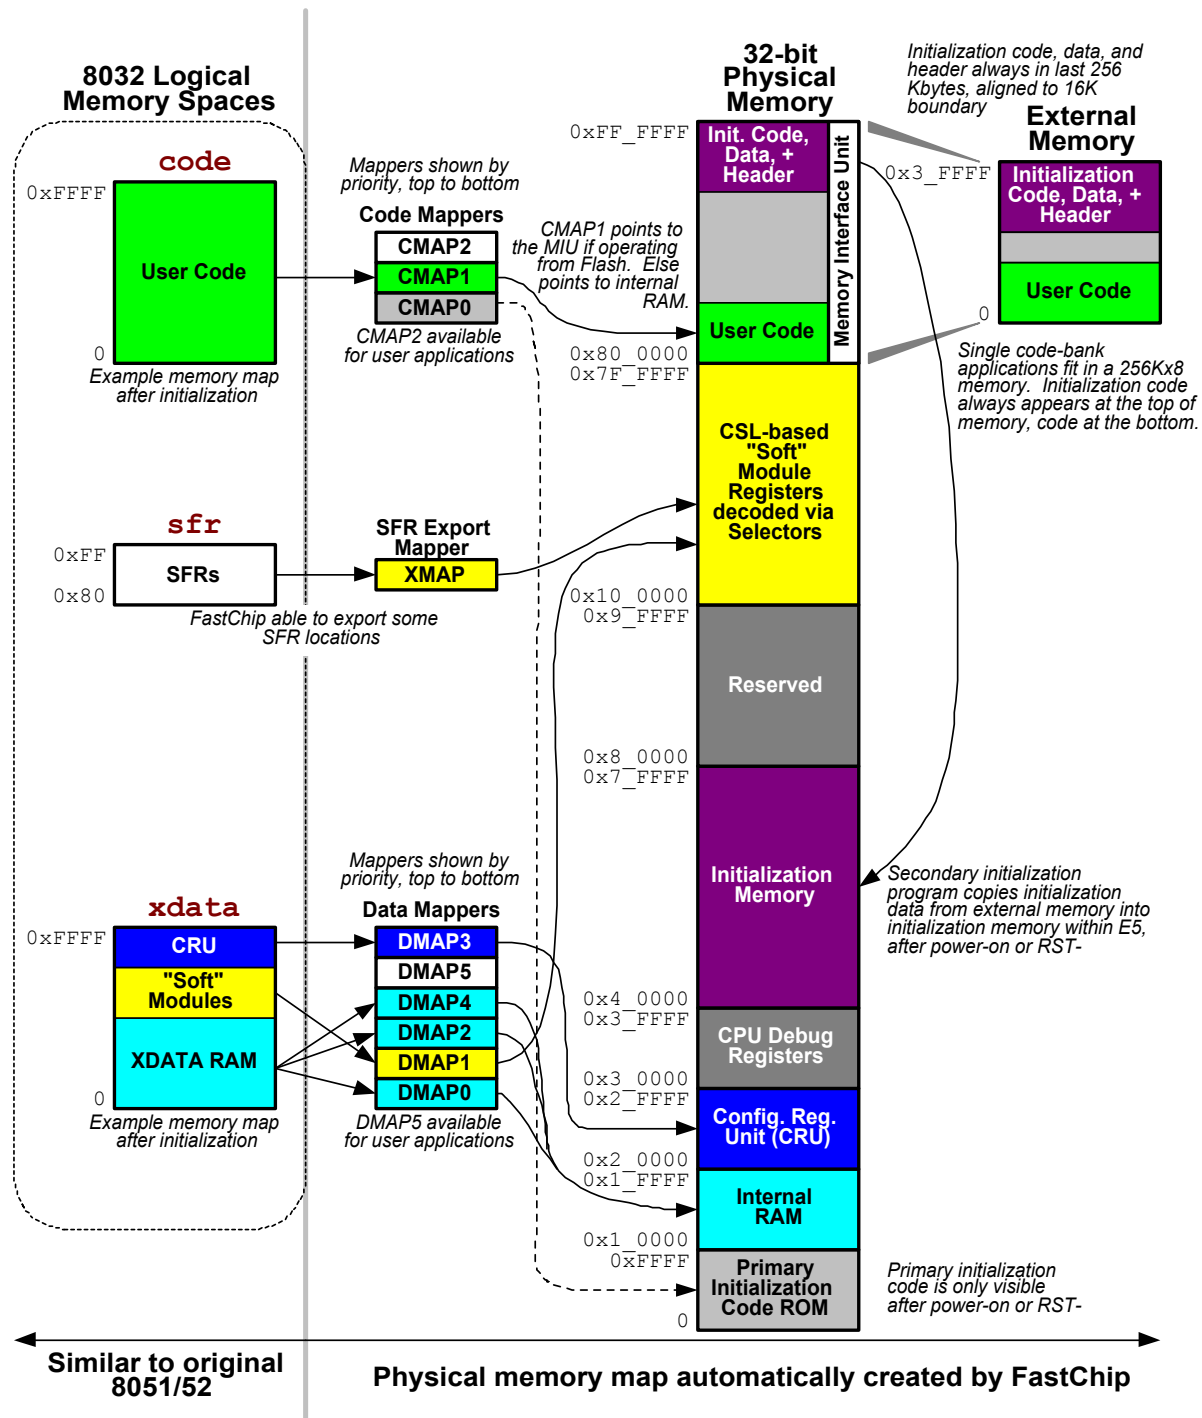 8032 Logical
Memory Spaces
code
0xFFFF
User Code
0
Example memory map
after initialization
sfr
0xFF
SFRs
0x80
FastChip able to export some
SFR locations
xdata
0xFFFF
CRU
"Soft"
Modules
XDATA RAM
0
Example memory map
after initialization
Mappers shown by
priority, top to bottom
Code Mappers
CMAP2
CMAP1
CMAP0
CMAP2 available
for user applications
CMAP1 points to
the MIU if operating
from Flash. Else
points to internal
RAM.
SFR Export
Mapper
XMAP
Mappers shown by
priority, top to bottom
Data Mappers
DMAP3
DMAP5
DMAP4
DMAP2
DMAP1
DMAP0
DMAP5 available
for user applications
32-bit
Physical
Memory
0xFF_FFFF
Init. Code,
Data, +
Header
Memory Interface Unit
User Code
0x80_0000
0x7F_FFFF
CSL-based
"Soft"
Module
Registers
decoded via
Selectors
0x10_0000
0x9_FFFF
Reserved
0x8_0000
0x7_FFFF
Initialization
Memory
0x4_0000
0x3_FFFF
CPU Debug
Registers
0x3_0000
0x2_FFFF
Config. Reg.
Unit (CRU)
0x2_0000
0x1_FFFF
Internal
RAM
0x1_0000
0xFFFF
Primary
Initialization
Code ROM
0
Initialization code, data, and
header always in last 256
Kbytes, aligned to 16K
boundary
External
Memory
0x3_FFFF
Initialization
Code, Data, +
Header
User Code
0
Single code-bank
applications fit in a 256Kx8
memory. Initialization code
always appears at the top of
memory, code at the bottom.
Secondary initialization
program copies initialization
data from external memory into
initialization memory within E5,
after power-on or RST-
Primary initialization
code is only visible
after power-on or RST-
Similar to original
8051/52
Physical memory map automatically created by FastChip